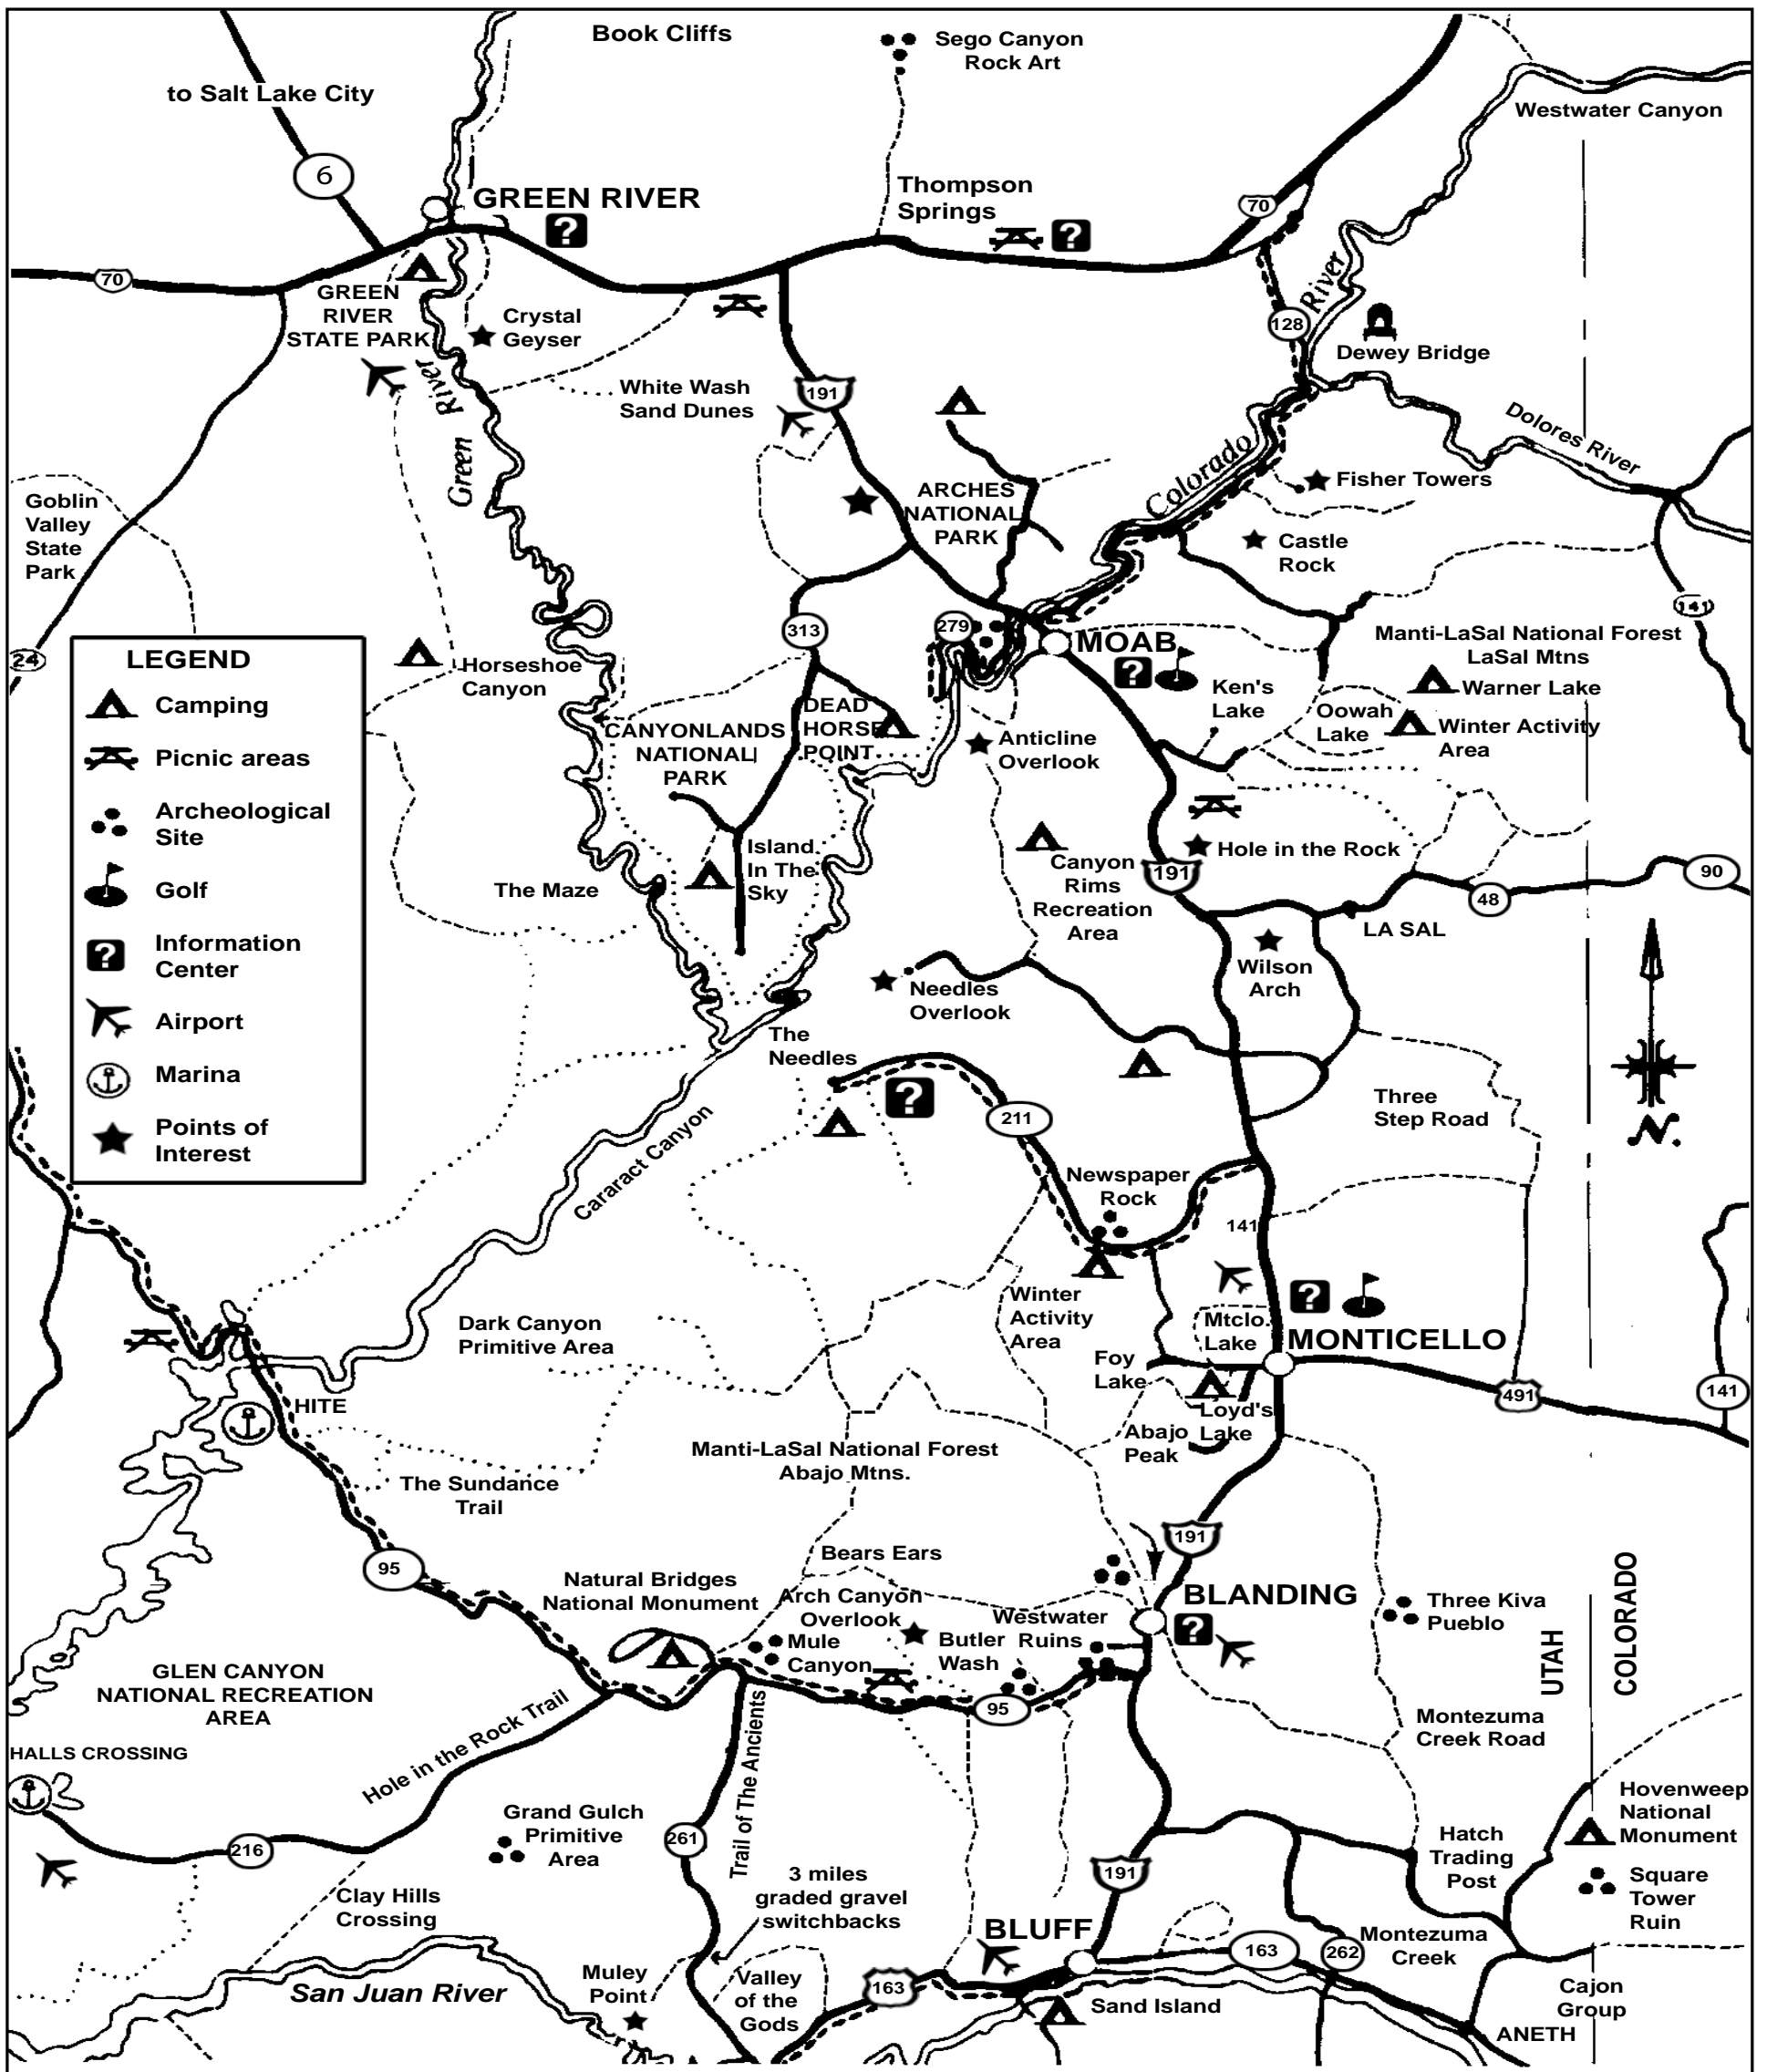 Book Cliffs
Sego Canyon
Rock Art
to Salt Lake City
Westwater Canyon
6
GREEN RIVER
?
Thompson
Springs
?
70
70
GREEN
RIVER
STATE PARK
Crystal
Geyser
River
128
Dewey Bridge
Green River
White Wash
Sand Dunes
191
Dolores River
Colorado
Fisher Towers
Goblin
Valley
State
Park
ARCHES
NATIONAL
PARK
Castle
Rock
141
24
313
279
MOAB
?
Manti-LaSal National Forest
LaSal Mtns
Warner Lake
Horseshoe
Canyon
Ken's
Lake
Oowah
Lake
Winter Activity
Area
CANYONLANDS
NATIONAL
PARK
DEAD
HORSE
POINT
Anticline
Overlook
LEGEND
Camping
Picnic areas
Archeological
Site
Golf
?
Information
Center
Airport
Marina
Points of
Interest
The Maze
Island
In The
Sky
Canyon
Rims
Recreation
Area
Hole in the Rock
191
90
48
LA SAL
Wilson
Arch
Needles
Overlook
The
Needles
?
211
Three
Step Road
N.
Cararact Canyon
Newspaper
Rock
141
Winter
Activity
Area
?
Mtclo.
Lake
MONTICELLO
Dark Canyon
Primitive Area
Foy
Lake
491
141
HITE
Loyd's
Lake
Abajo
Peak
Manti-LaSal National Forest
Abajo Mtns.
The Sundance
Trail
191
95
Bears Ears
Natural Bridges
National Monument
Arch Canyon
Overlook
BLANDING
?
Three Kiva
Pueblo
UTAH
COLORADO
Mule
Canyon
Butler
Wash
Westwater
Ruins
95
GLEN CANYON
NATIONAL RECREATION
AREA
Hole in the Rock Trail
Trail of The Ancients
Montezuma
Creek Road
HALLS CROSSING
216
Grand Gulch
Primitive
Area
261
Hovenweep
National
Monument
Hatch
Trading
Post
191
Square
Tower
Ruin
3 miles
graded gravel
switchbacks
Clay Hills
Crossing
BLUFF
163
262
Montezuma
Creek
San Juan River
Muley
Point
Valley
of the
Gods
163
Sand Island
Cajon
Group
ANETH